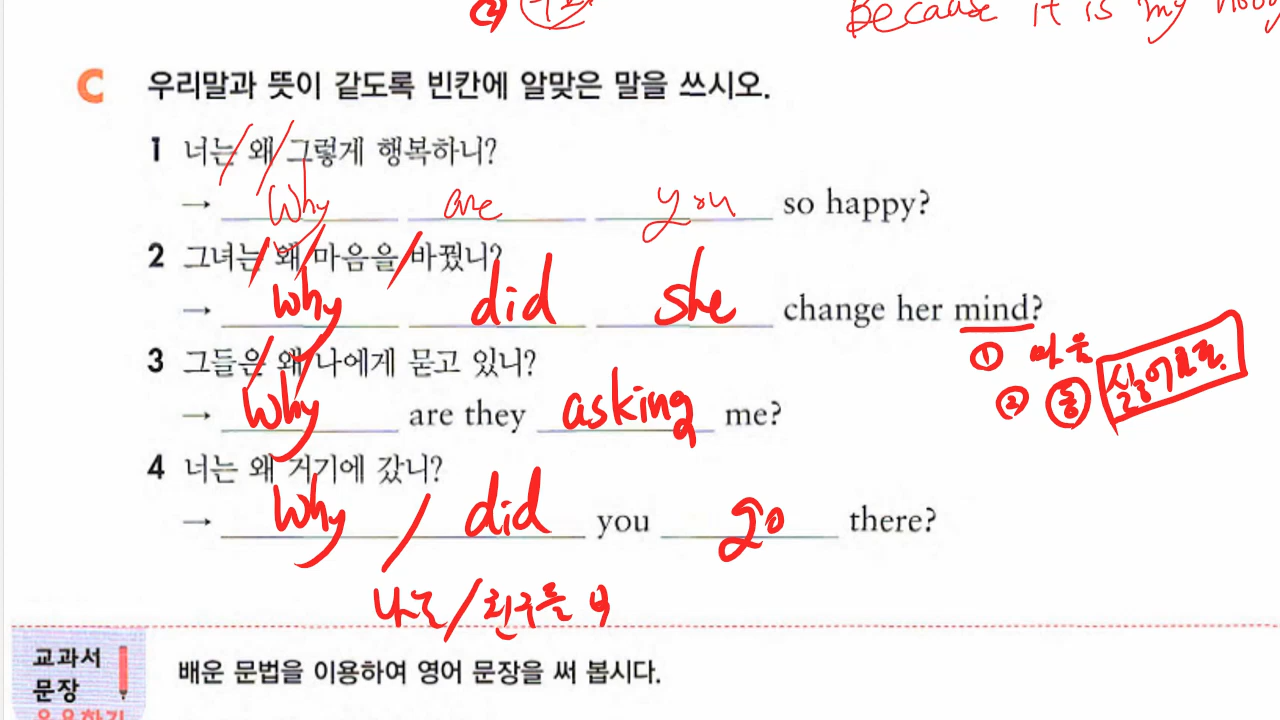 Because it is my
C 우리말과 뜻이 같도록 빈칸에 알맞은 말을 쓰시오.
1 너는 왜 그렇게 행복하니?
→ Why are you so happy?
2 그녀는 왜 마음을 바꿨니?
→ why did she change her mind?
① 마음
3 그들은 왜 나에게 묻고 있니?
② 동 싫어하다
→ why are they asking me?
4 너는 왜 거기에 갔니?
→ why did you go there?
나는 / 친구를
교과서
문장
배운 문법을 이용하여 영어 문장을 써 봅시다.